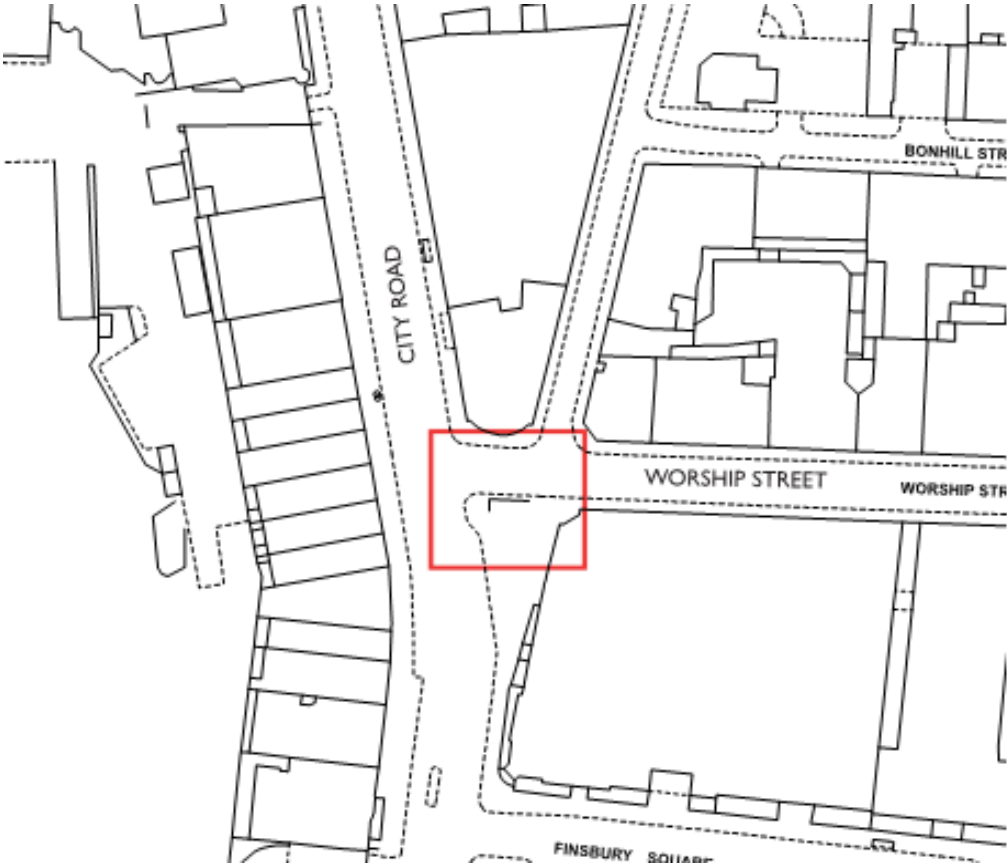 BONHILL STR
CITY ROAD
WORSHIP STREET
WORSHIP STR
FINSBURY SQUARE